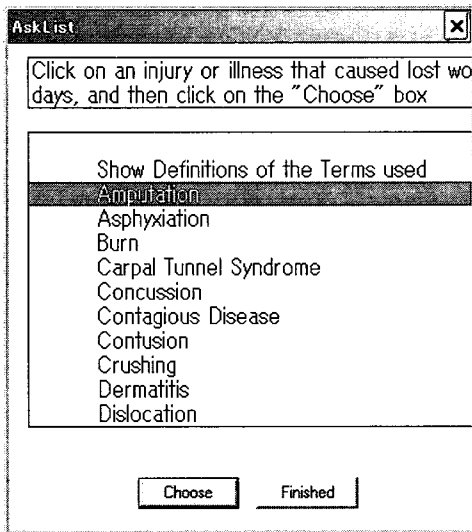 AskList
Click on an injury or illness that caused lost wo
days, and then click on the "Choose" box
Show Definitions of the Terms used
Amputation
Asphyxiation
Burn
Carpal Tunnel Syndrome
Concussion
Contagious Disease
Contusion
Crushing
Dermatitis
Dislocation
Choose Finished